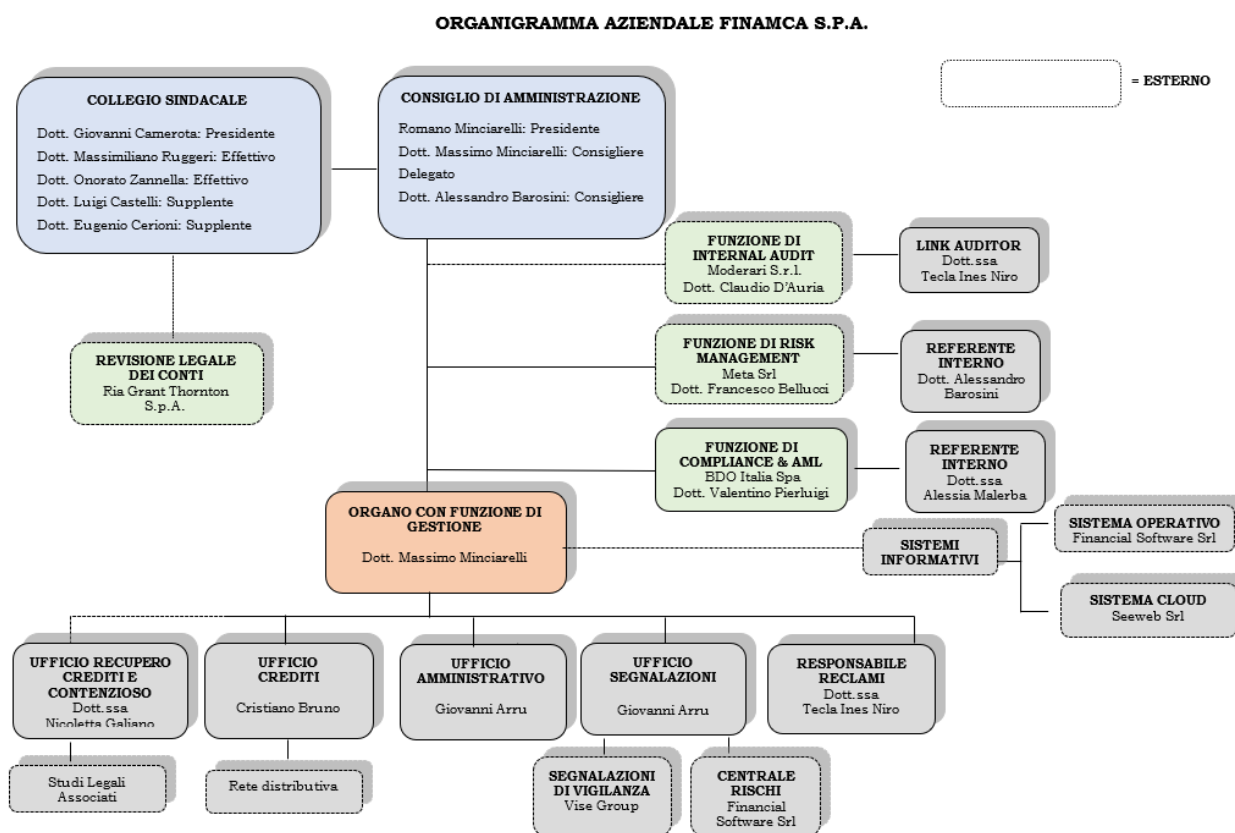 ORGANIGRAMMA AZIENDALE FINAMCA S.P.A.
= ESTERNO
COLLEGIO SINDACALE
Dott. Giovanni Camerota: Presidente
Dott. Massimiliano Ruggeri: Effettivo
Dott. Onorato Zannella: Effettivo
Dott. Luigi Castelli: Supplente
Dott. Eugenio Cerioni: Supplente
CONSIGLIO DI AMMINISTRAZIONE
Romano Minciarelli: Presidente
Dott. Massimo Minciarelli: Consigliere
Delegato
Dott. Alessandro Barosini: Consigliere
FUNZIONE DI
INTERNAL AUDIT
Moderari S.r.l.
Dott. Claudio D'Auria
LINK AUDITOR
Dott.ssa
Tecla Ines Niro
REVISIONE LEGALE
DEI CONTI
Ria Grant Thornton
S.p.A.
FUNZIONE DI RISK
MANAGEMENT
Meta Srl
Dott. Francesco Bellucci
REFERENTE
INTERNO
Dott. Alessandro
Barosini
FUNZIONE DI
COMPLIANCE & AML
BDO Italia Spa
Dott. Valentino Pierluigi
REFERENTE
INTERNO
Dott.ssa
Alessia Malerba
ORGANO CON FUNZIONE DI
GESTIONE
Dott. Massimo Minciarelli
SISTEMI
INFORMATIVI
SISTEMA OPERATIVO
Financial Software Srl
SISTEMA CLOUD
Seeweb Srl
UFFICIO RECUPERO
CREDITI E
CONTENZIOSO
Dott.ssa
Nicoletta Galiano
UFFICIO
CREDITI
Cristiano Bruno
UFFICIO
AMMINISTRATIVO
Giovanni Arru
UFFICIO
SEGNALAZIONI
Giovanni Arru
RESPONSABILE
RECLAMI
Dott.ssa
Tecla Ines Niro
Studi Legali
Associati
Rete distributiva
SEGNALAZIONI
DI VIGILANZA
Vise Group
CENTRALE
RISCHI
Financial
Software Srl